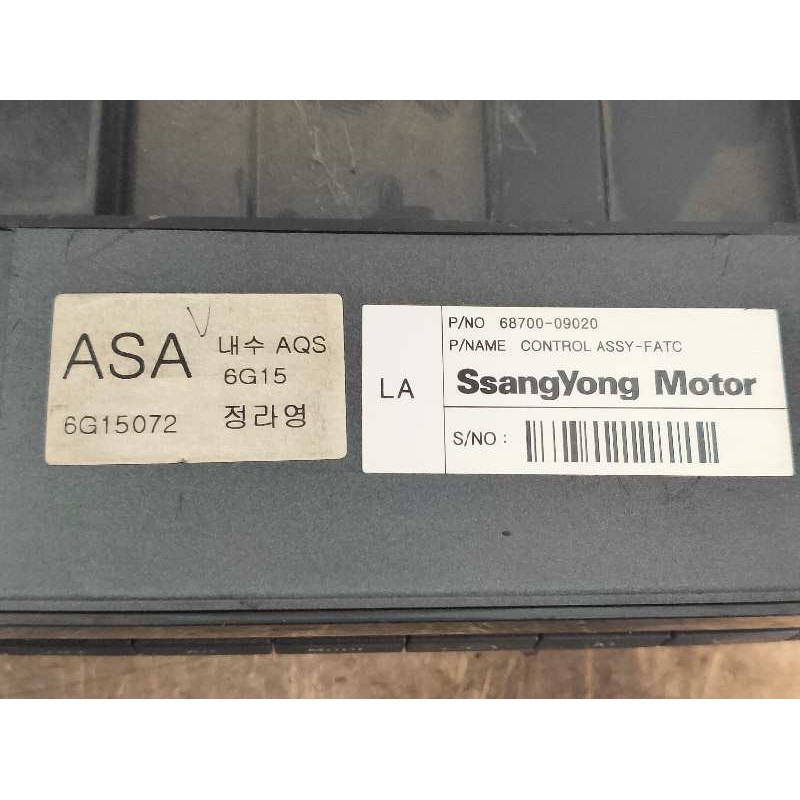 ASA
내수 AQS
6G15
6G15072
정라영
LA
P/NO 68700-09020
P/NAME CONTROL ASSY-FATC
SsangYong Motor
S/NO :